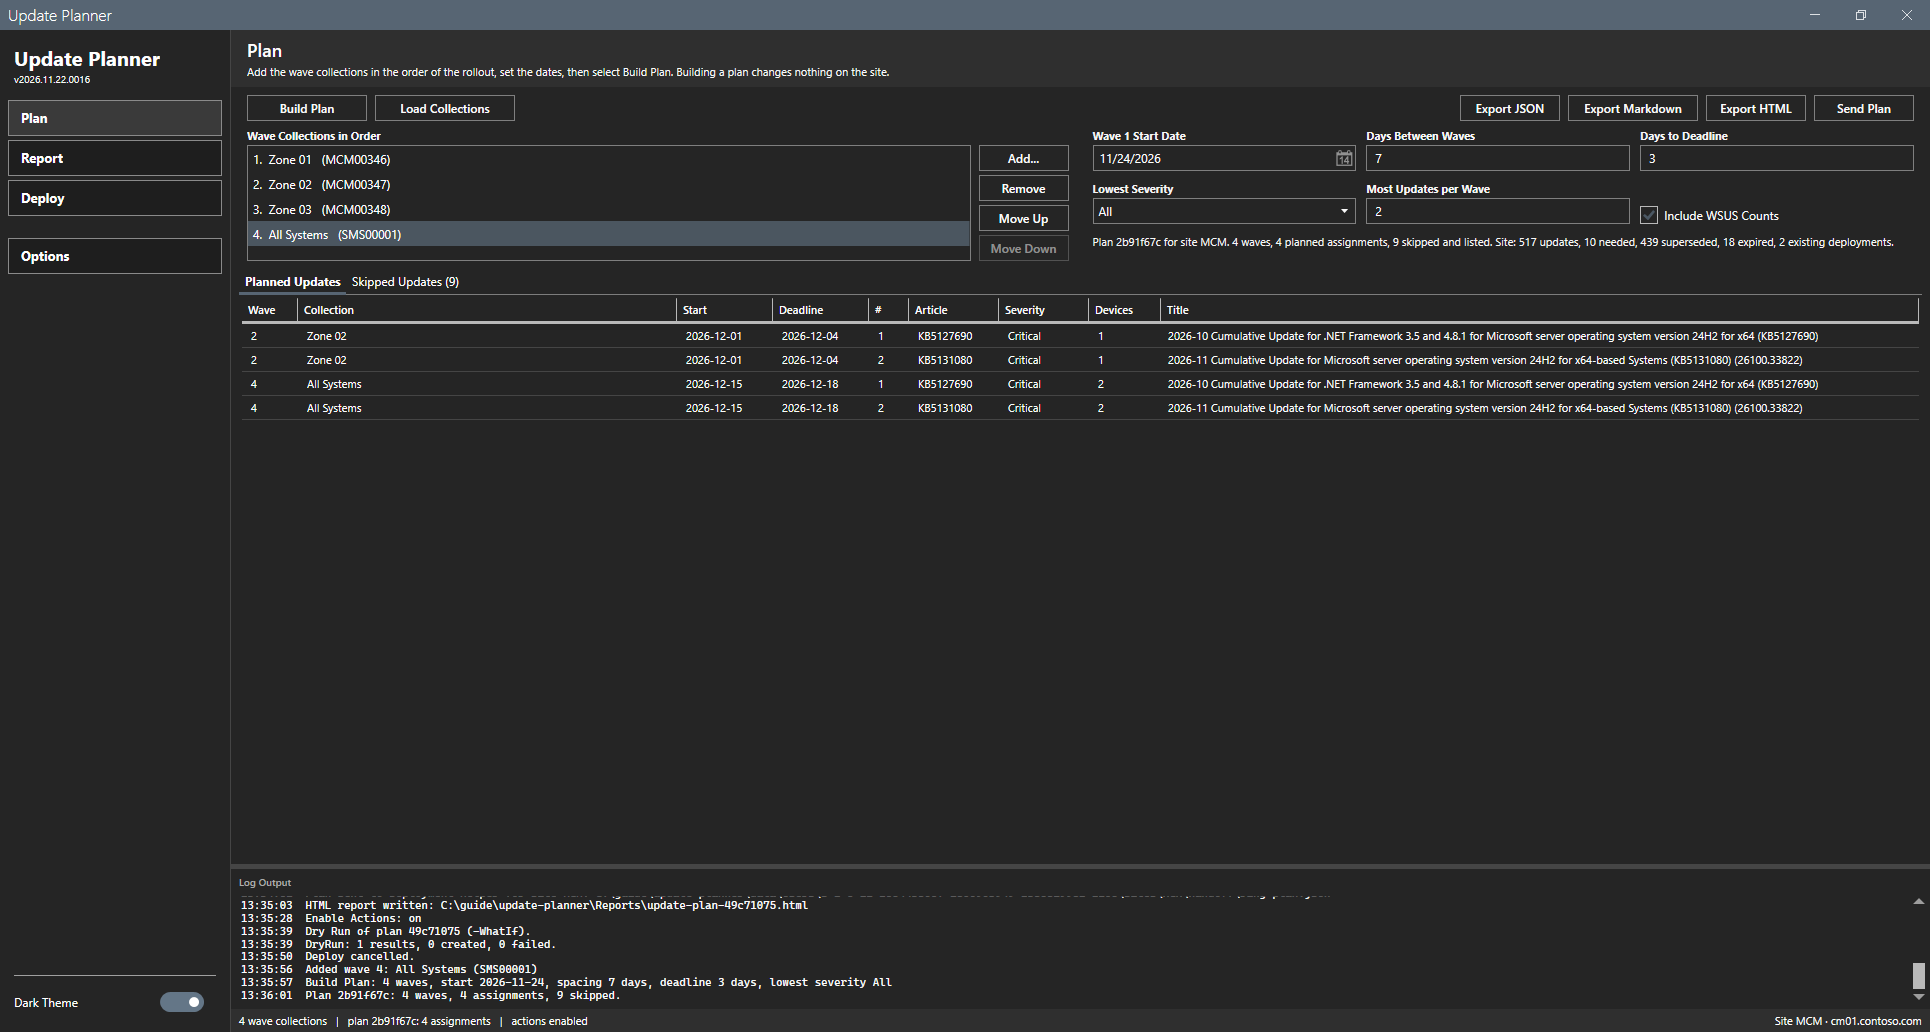 Update Planner
Update Planner
v2026.11.22.0016
Plan
Report
Deploy
Options
Dark Theme
Plan
Add the wave collections in the order of the rollout, set the dates, then select Build Plan. Building a plan changes nothing on the site.
Build Plan
Load Collections
Export JSON
Export Markdown
Export HTML
Send Plan
Wave Collections in Order
1. Zone 01 (MCM00346)
2. Zone 02 (MCM00347)
3. Zone 03 (MCM00348)
4. All Systems (SMS00001)
Add...
Remove
Move Up
Move Down
Wave 1 Start Date
11/24/2026
14
Days Between Waves
7
Days to Deadline
3
Lowest Severity
All
Most Updates per Wave
2
Include WSUS Counts
Plan 2b91f67c for site MCM. 4 waves, 4 planned assignments, 9 skipped and listed. Site: 517 updates, 10 needed, 439 superseded, 18 expired, 2 existing deployments.
Planned Updates Skipped Updates (9)
Wave Collection Start Deadline # Article Severity Devices Title
2 Zone 02 2026-12-01 2026-12-04 1 KB5127690 Critical 1 2026-10 Cumulative Update for .NET Framework 3.5 and 4.8.1 for Microsoft server operating system version 24H2 for x64 (KB5127690)
2 Zone 02 2026-12-01 2026-12-04 2 KB5131080 Critical 1 2026-11 Cumulative Update for Microsoft server operating system version 24H2 for x64-based Systems (KB5131080) (26100.33822)
4 All Systems 2026-12-15 2026-12-18 1 KB5127690 Critical 2 2026-10 Cumulative Update for .NET Framework 3.5 and 4.8.1 for Microsoft server operating system version 24H2 for x64 (KB5127690)
4 All Systems 2026-12-15 2026-12-18 2 KB5131080 Critical 2 2026-11 Cumulative Update for Microsoft server operating system version 24H2 for x64-based Systems (KB5131080) (26100.33822)
Log Output
13:35:03 HTML report written: C:\guide\update-planner\Reports\update-plan-49c71075.html
13:35:28 Enable Actions: on
13:35:39 Dry Run of plan 49c71075 (-WhatIf).
13:35:39 DryRun: 1 results, 0 created, 0 failed.
13:35:50 Deploy cancelled.
13:35:56 Added wave 4: All Systems (SMS00001)
13:35:57 Build Plan: 4 waves, start 2026-11-24, spacing 7 days, deadline 3 days, lowest severity All
13:36:01 Plan 2b91f67c: 4 waves, 4 assignments, 9 skipped.
4 wave collections | plan 2b91f67c: 4 assignments | actions enabled
Site MCM · cm01.contoso.com